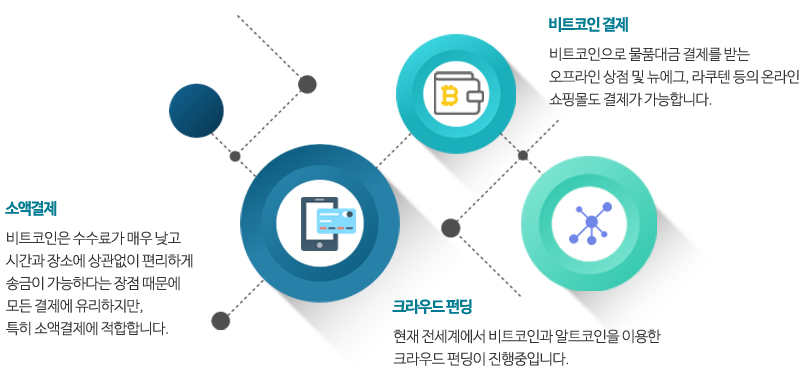 비트코인 결제
비트코인으로 물품대금 결제를 받는
오프라인 상점 및 뉴에그, 라쿠텐 등의 온라인
쇼핑몰도 결제가 가능합니다.
소액결제
비트코인은 수수료가 매우 낮고
시간과 장소에 상관없이 편리하게
송금이 가능하다는 장점 때문에
모든 결제에 유리하지만,
특히 소액결제에 적합합니다.
크라우드 펀딩
현재 전세계에서 비트코인과 알트코인을 이용한
크라우드 펀딩이 진행중입니다.